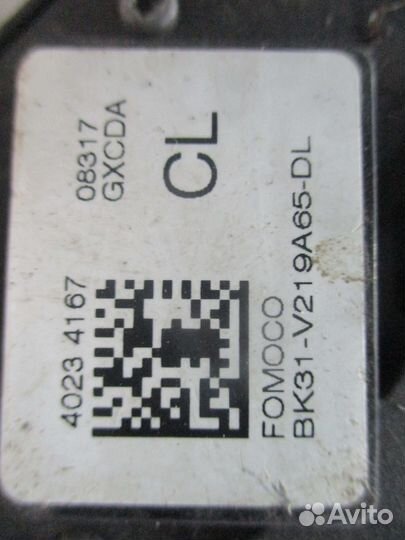 4023 4167 08317
GXCDA
CL
FOMOCO
BK31-V219A65-DL
Avito